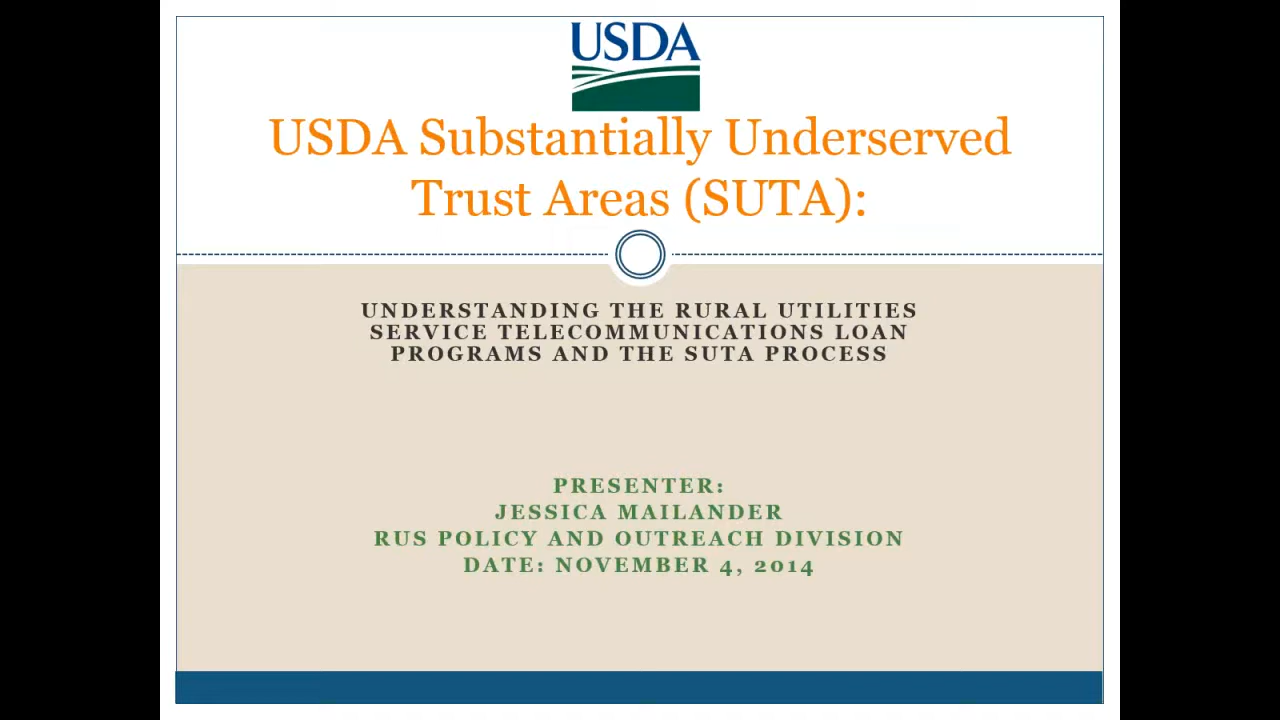 USDA
USDA Substantially Underserved
Trust Areas (SUTA):
UNDERSTANDING THE RURAL UTILITIES
SERVICE TELECOMMUNICATIONS LOAN
PROGRAMS AND THE SUTA PROCESS
PRESENTER:
JESSICA MAILANDER
RUS POLICY AND OUTREACH DIVISION
DATE: NOVEMBER 4, 2014